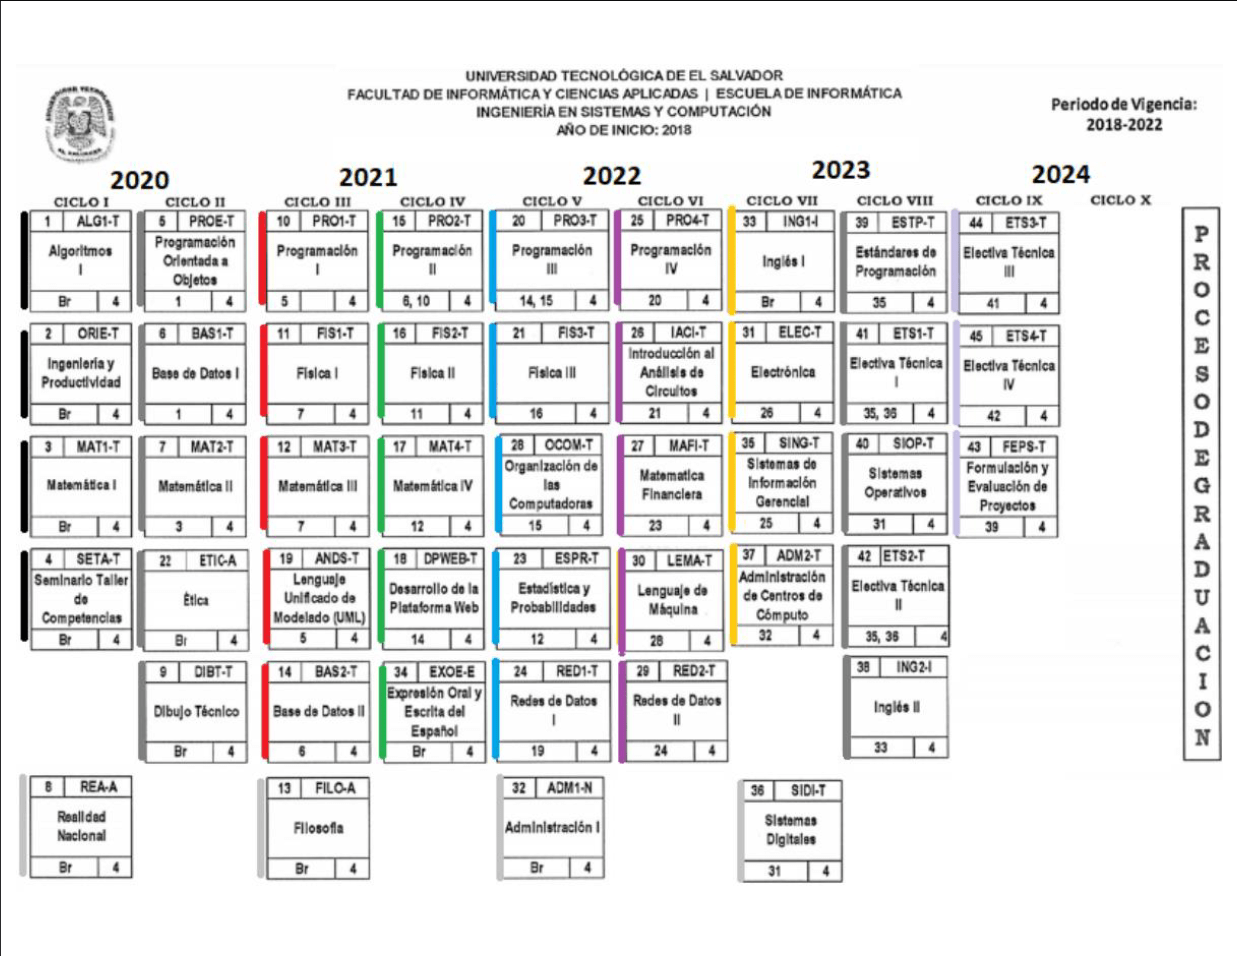 UNIVERSIDAD TECNOLÓGICA DE EL SALVADOR
FACULTAD DE INFORMÁTICA Y CIENCIAS APLICADAS | ESCUELA DE INFORMÁTICA
INGENIERÍA EN SISTEMAS Y COMPUTACIÓN
AÑO DE INICIO: 2018
Periodo de Vigencia:
2018-2022
2020 2021 2022 2023 2024
CICLO I CICLO II CICLO III CICLO IV CICLO V CICLO VI CICLO VII CICLO VIII CICLO IX CICLO X
1 ALG1-T
Algoritmos
I
Br 4
5 PROE-T
Programación
Orientada a
Objetos
1 4
10 PRO1-T
Programación
I
5 4
15 PRO2-T
Programación
II
6, 10 4
20 PRO3-T
Programación
III
14, 15 4
25 PRO4-T
Programación
IV
20 4
33 ING1-I
Inglés I
Br 4
39 ESTP-T
Estándares de
Programación
35 4
44 ETS3-T
Electiva Técnica
III
41 4
2 ORIE-T
Ingeniería y
Productividad
Br 4
6 BAS1-T
Base de Datos I
1 4
11 FIS1-T
Física I
7 4
16 FIS2-T
Física II
11 4
21 FIS3-T
Física III
16 4
26 IACI-T
Introducción al
Análisis de
Circuitos
21 4
31 ELEC-T
Electrónica
26 4
41 ETS1-T
Electiva Técnica
I
35, 36 4
45 ETS4-T
Electiva Técnica
IV
42 4
3 MAT1-T
Matemática I
Br 4
7 MAT2-T
Matemática II
3 4
12 MAT3-T
Matemática III
7 4
17 MAT4-T
Matemática IV
12 4
28 OCOM-T
Organización de
las
Computadoras
15 4
27 MAFI-T
Matematica
Financiera
23 4
35 SING-T
Sistemas de
Información
Gerencial
25 4
40 SIOP-T
Sistemas
Operativos
31 4
43 FEPS-T
Formulación y
Evaluación de
Proyectos
39 4
4 SETA-T
Seminario Taller
de
Competencias
Br 4
22 ETIC-A
Ética
Br 4
19 ANDS-T
Lenguaje
Unificado de
Modelado (UML)
5 4
18 DPWEB-T
Desarrollo de la
Plataforma Web
14 4
23 ESPR-T
Estadística y
Probabilidades
12 4
30 LEMA-T
Lenguaje de
Máquina
28 4
37 ADM2-T
Administración
de Centros de
Cómputo
32 4
42 ETS2-T
Electiva Técnica
II
35, 36 4
9 DIBT-T
Dibujo Técnico
Br 4
14 BAS2-T
Base de Datos II
6 4
34 EXOE-E
Expresión Oral y
Escrita del
Español
Br 4
24 RED1-T
Redes de Datos
I
19 4
29 RED2-T
Redes de Datos
II
24 4
38 ING2-I
Inglés II
33 4
8 REA-A
Realidad
Nacional
Br 4
13 FILO-A
Filosofía
Br 4
32 ADM1-N
Administración I
Br 4
36 SIDI-T
Sistemas
Digitales
31 4
PROCESO DE GRADUACION